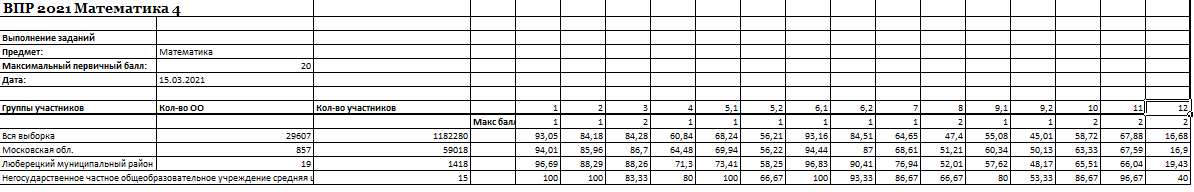 ВПР 2021 Математика 4
Выполнение заданий
Предмет: Математика
Максимальный первичный балл: 20
Дата: 15.03.2021
Группы участников Кол-во ОО Кол-во участников 1 2 3 4 5,1 5,2 6,1 6,2 7 8 9,1 9,2 10 11 12
Макс бал 1 1 2 1 1 1 1 1 1 2 1 1 2 2 2
Вся выборка 29607 1182280 93,05 84,18 84,28 60,84 68,24 56,21 93,16 84,51 64,65 47,4 55,08 45,01 58,72 67,88 16,68
Московская обл. 857 59018 94,01 85,96 86,7 64,48 69,94 56,22 94,44 87 68,61 51,21 60,34 50,13 63,33 67,59 16,9
Люберецкий муниципальный район 19 1418 96,69 88,29 88,26 71,3 73,41 58,25 96,83 90,41 76,94 52,01 57,62 48,17 65,51 66,04 19,43
Негосударственное частное общеобразовательное учреждение средняя 15 100 100 83,33 80 100 66,67 100 93,33 86,67 66,67 80 53,33 86,67 96,67 40